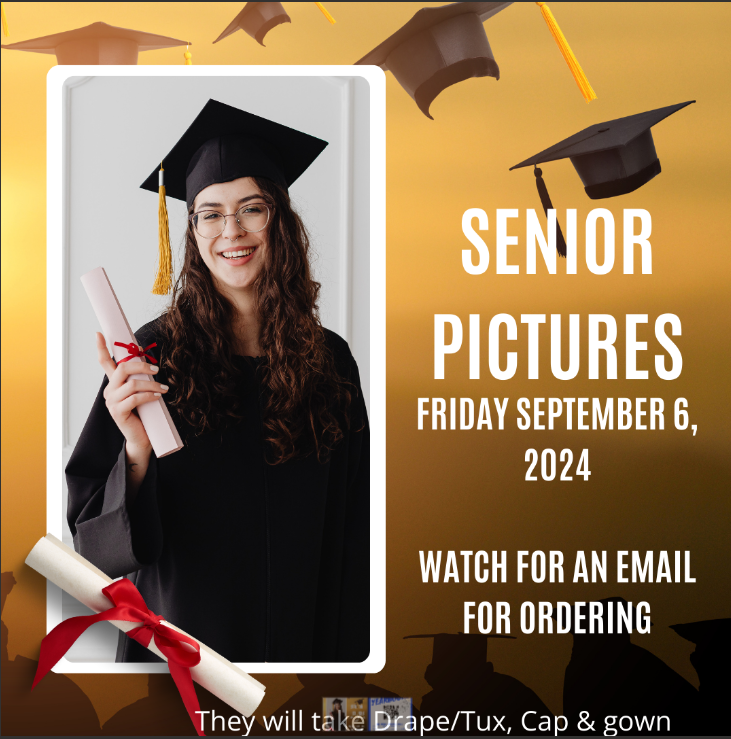 SENIOR
PICTURES
FRIDAY SEPTEMBER 6,
2024
WATCH FOR AN EMAIL
FOR ORDERING
They will take Drape/Tux, Cap & gown